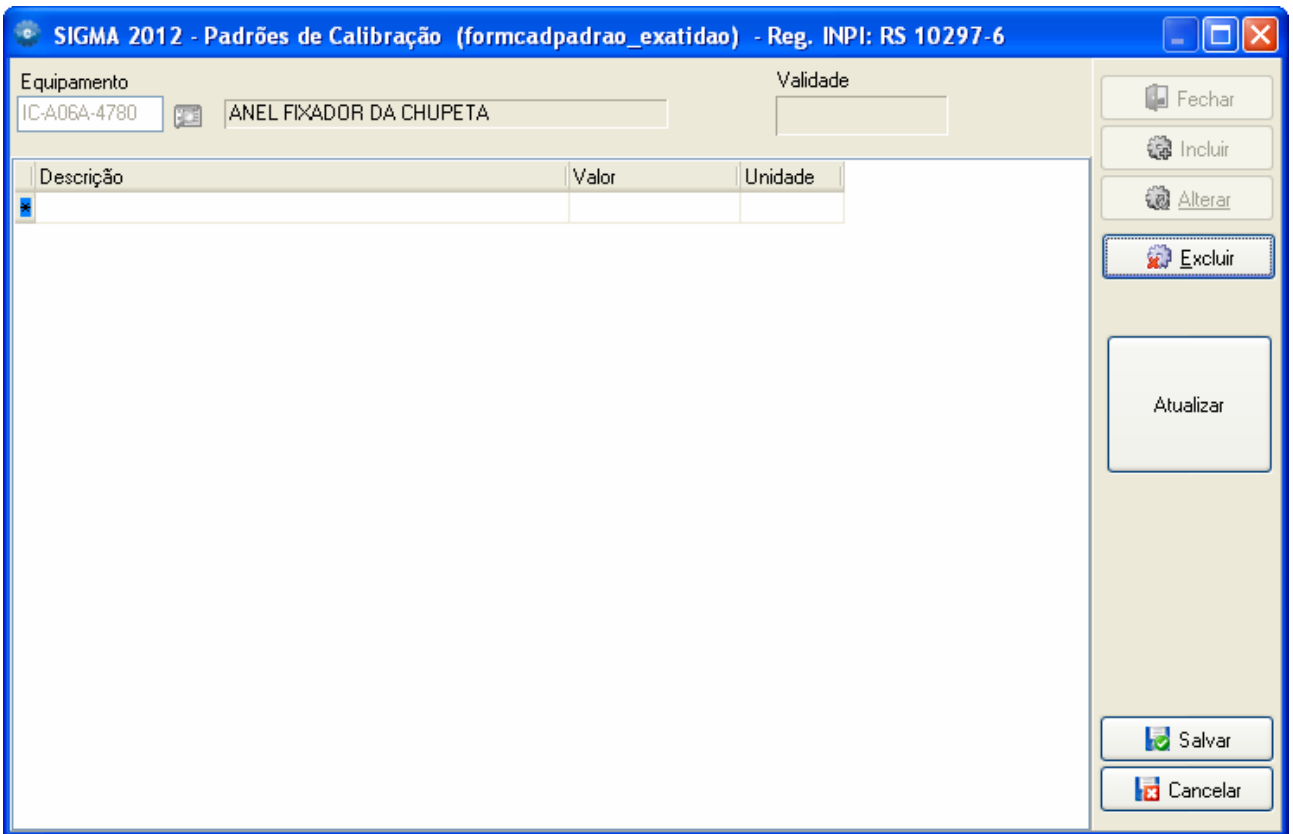 SIGMA 2012 - Padrões de Calibração (formcadpadrao_exatidao) - Reg. INPI: RS 10297-6
Equipamento
Validade
IC-A06A-4780
ANEL FIXADOR DA CHUPETA
Descrição Valor Unidade
Fechar
Incluir
Alterar
Excluir
Atualizar
Salvar
Cancelar